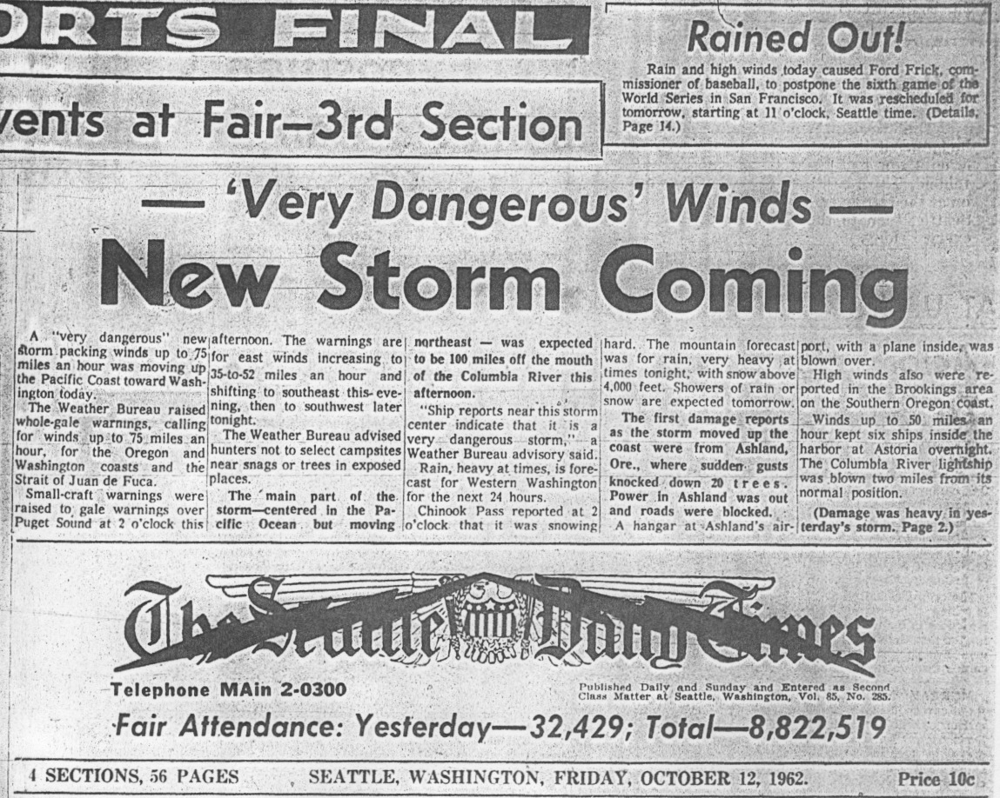 ORTS FINAL
vents at Fair—3rd Section
Rained Out!
Rain and high winds today caused Ford Frick, com-
missioner of baseball, to postpone the sixth game of the
World Series in San Francisco. It was rescheduled for
tomorrow, starting at 11 o'clock, Seattle time. (Details,
Page 14.)
— 'Very Dangerous' Winds —
New Storm Coming
A "very dangerous" new
storm packing winds up to 75
miles an hour was moving up
the Pacific Coast toward Wash-
ington today.
The Weather Bureau raised
whole-gale warnings, calling
for winds up to 75 miles an
hour, for the Oregon and
Washington coasts and the
Strait of Juan de Fuca.
Small-craft warnings were
raised to gale warnings over
Puget Sound at 2 o'clock this
afternoon. The warnings are
for east winds increasing to
35-to-52 miles an hour and
shifting to southeast this eve-
ning, then to southwest later
tonight.
The Weather Bureau advised
hunters not to select campsites
near snags or trees in exposed
places.
The main part of the
storm—centered in the Pa-
cific Ocean but moving
northeast — was expected
to be 100 miles off the mouth
of the Columbia River this
afternoon.
"Ship reports near this storm
center indicate that it is a
very dangerous storm," a
Weather Bureau advisory said.
Rain, heavy at times, is fore-
cast for Western Washington
for the next 24 hours.
Chinook Pass reported at 2
o'clock that it was snowing
hard. The mountain forecast
was for rain, very heavy at
times tonight, with snow above
4,000 feet. Showers of rain or
snow are expected tomorrow.
The first damage reports
as the storm moved up the
coast were from Ashland,
Ore., where sudden gusts
knocked down 20 trees.
Power in Ashland was out
and roads were blocked.
A hangar at Ashland's air-
port, with a plane inside, was
blown over.
High winds also were re-
ported in the Brookings area
on the Southern Oregon coast.
Winds up to 50 miles an
hour kept six ships inside the
harbor at Astoria overnight.
The Columbia River lightship
was blown two miles from its
normal position.
(Damage was heavy in yes-
terday's storm. Page 2.)
The Seattle Daily Times
Telephone MAin 2-0300
Published Daily and Sunday and Entered as Second
Class Matter at Seattle, Washington, Vol. 85, No. 285.
Fair Attendance: Yesterday—32,429; Total—8,822,519
4 SECTIONS, 56 PAGES SEATTLE, WASHINGTON, FRIDAY, OCTOBER 12, 1962. Price 10c